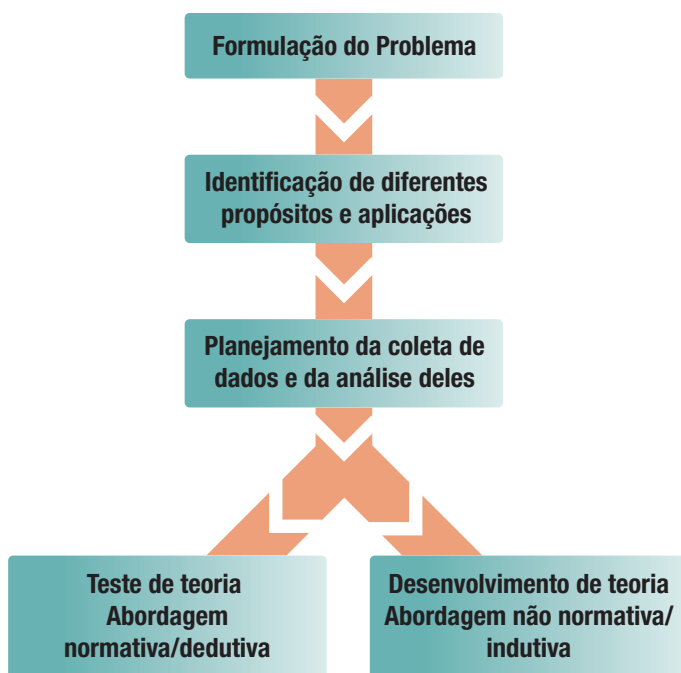 Formulação do Problema
Identificação de diferentes
propósitos e aplicações
Planejamento da coleta de
dados e da análise deles
Teste de teoria
Abordagem
normativa/dedutiva
Desenvolvimento de teoria
Abordagem não normativa/
indutiva